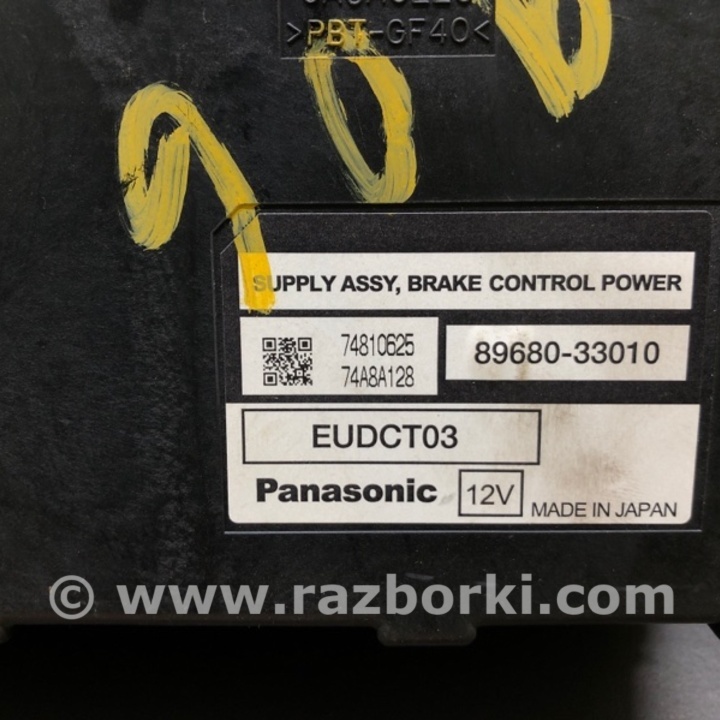 >PBT-GF40<
SUPPLY ASSY, BRAKE CONTROL POWER
74810625
74A8A128
89680-33010
EUDCT03
Panasonic
12V
MADE IN JAPAN
© www.razborki.com